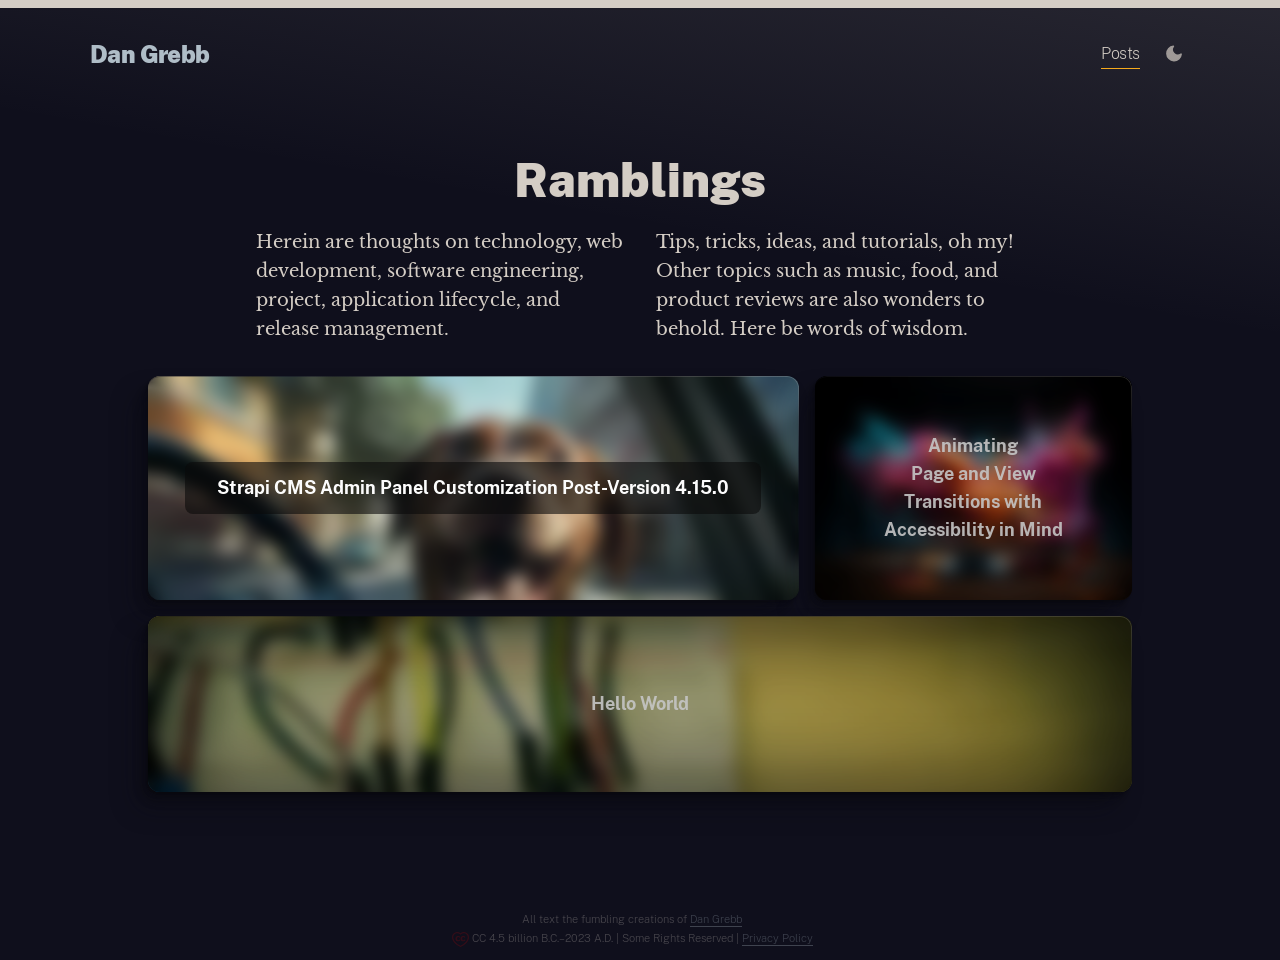 Dan Grebb
Posts
Ramblings
Herein are thoughts on technology, web
development, software engineering,
project, application lifecycle, and
release management.
Tips, tricks, ideas, and tutorials, oh my!
Other topics such as music, food, and
product reviews are also wonders to
behold. Here be words of wisdom.
Strapi CMS Admin Panel Customization Post-Version 4.15.0
Animating
Page and View
Transitions with
Accessibility in Mind
Hello World
All text the fumbling creations of Dan Grebb
CC 4.5 billion B.C.–2023 A.D. | Some Rights Reserved | Privacy Policy